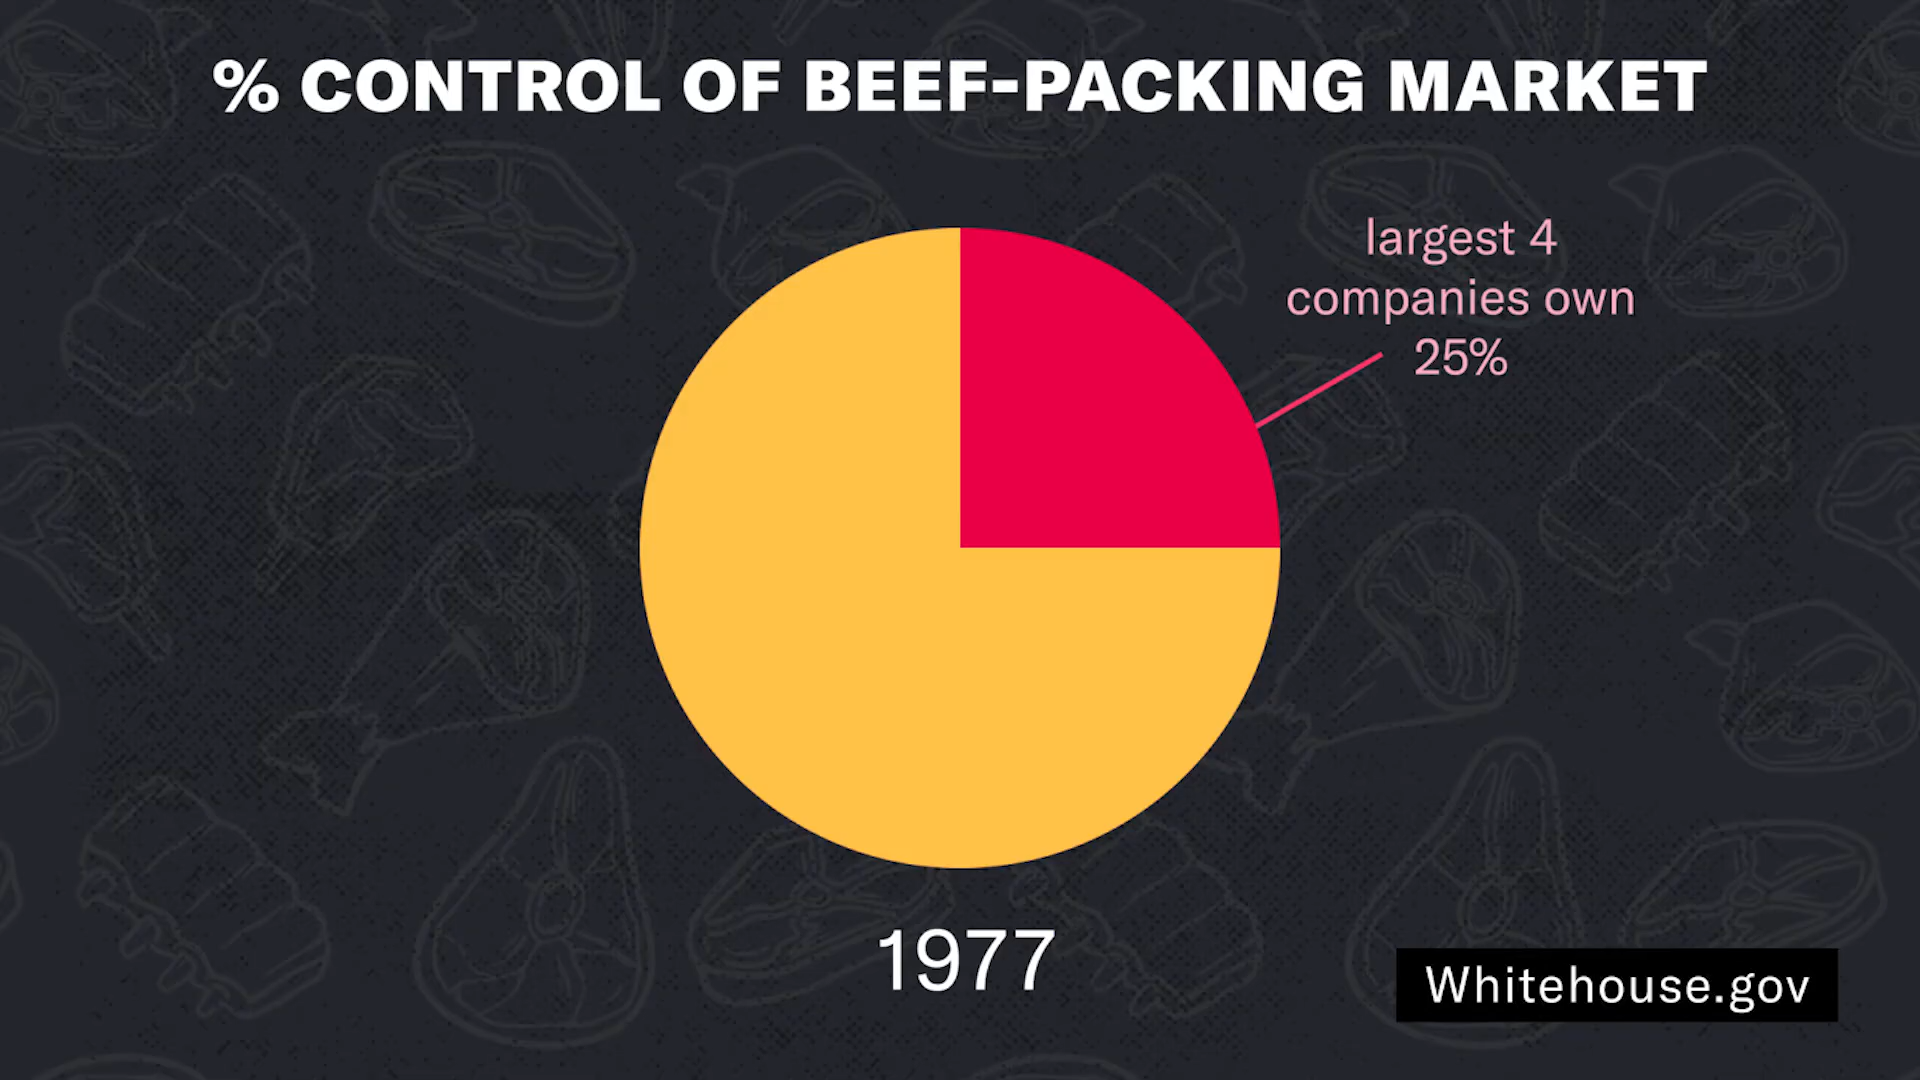 % CONTROL OF BEEF-PACKING MARKET
largest 4
companies own
25%
1977
Whitehouse.gov